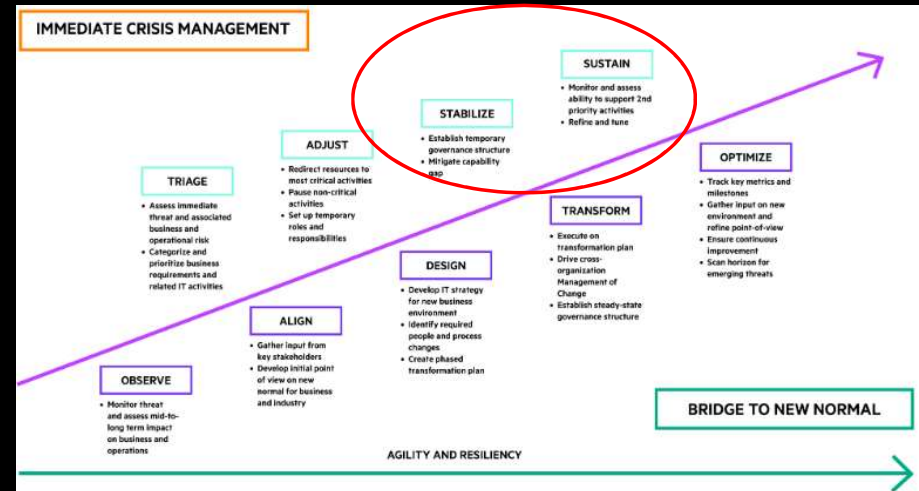 IMMEDIATE CRISIS MANAGEMENT
TRIAGE
• Assess immediate
threat and associated
business and
operational risk
• Categorize and
prioritize business
requirements and
related IT activities
ADJUST
• Redirect resources to
most critical activities
• Pause non-critical
activities
• Set up temporary
roles and
responsibilities
STABILIZE
• Establish temporary
governance structure
• Mitigate capability
gap
SUSTAIN
• Monitor and assess
ability to support 2nd
priority activities
• Refine and tune
OBSERVE
• Monitor threat
and assess mid-to-
long term impact
on business and
operations
ALIGN
• Gather input from
key stakeholders
• Develop initial point
of view on new
normal for business
and industry
DESIGN
• Develop IT strategy
for new business
environment
• Identify required
people and process
changes
• Create phased
transformation plan
TRANSFORM
• Execute on
transformation plan
• Drive cross-
organization
Management of
Change
• Establish steady-state
governance structure
OPTIMIZE
• Track key metrics and
milestones
• Gather input on new
environment and
refine point-of-view
• Ensure continuous
improvement
• Scan horizon for
emerging threats
BRIDGE TO NEW NORMAL
AGILITY AND RESILIENCY